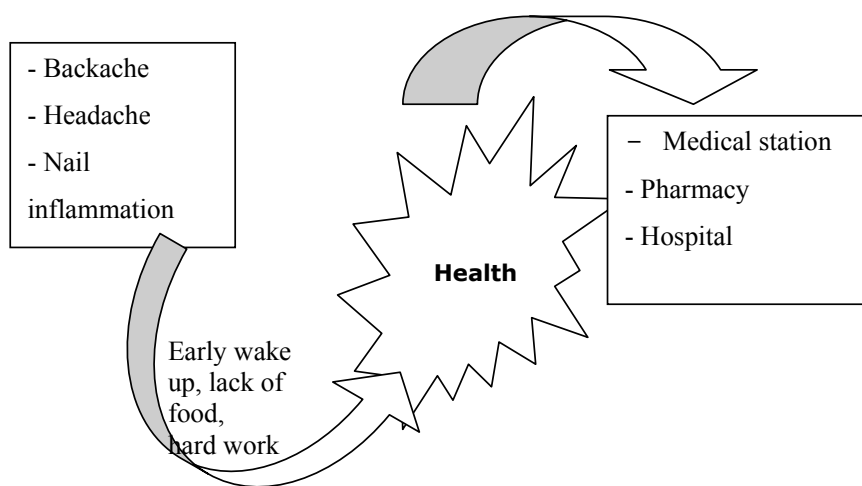 - Backache
- Headache
- Nail
inflammation
– Medical station
- Pharmacy
- Hospital
Health
Early wake
up, lack of
food,
hard work